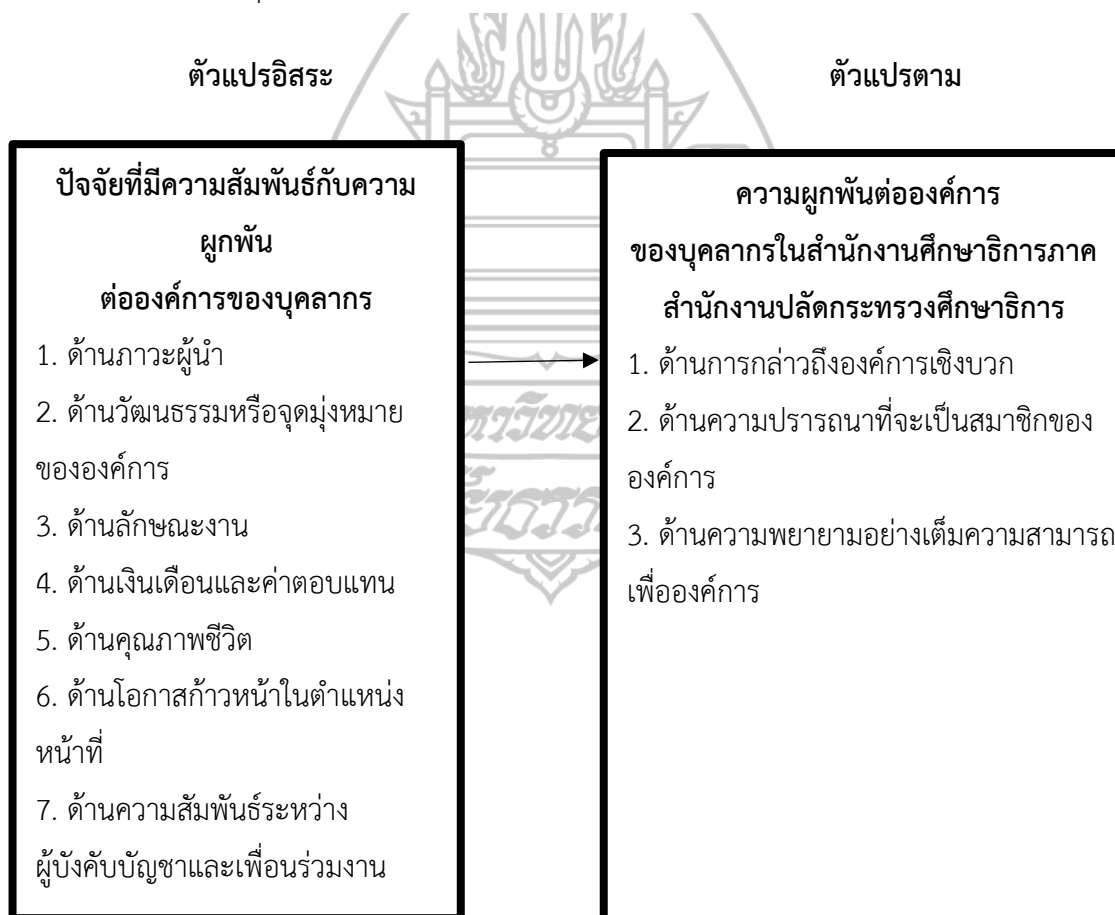 ตัวแปรอิสระ
ตัวแปรตาม
ปัจจัยที่มีความสัมพันธ์กับความ
ผูกพัน
ต่อองค์การของบุคลากร
1. ด้านภาวะผู้นำ
2. ด้านวัฒนธรรมหรือจุดมุ่งหมาย
ขององค์การ
3. ด้านลักษณะงาน
4. ด้านเงินเดือนและค่าตอบแทน
5. ด้านคุณภาพชีวิต
6. ด้านโอกาสก้าวหน้าในตำแหน่ง
หน้าที่
7. ด้านความสัมพันธ์ระหว่าง
ผู้บังคับบัญชาและเพื่อนร่วมงาน
ความผูกพันต่อองค์การ
ของบุคลากรในสำนักงานศึกษาธิการภาค
สำนักงานปลัดกระทรวงศึกษาธิการ
1. ด้านการกล่าวถึงองค์การเชิงบวก
2. ด้านความปรารถนาที่จะเป็นสมาชิกของ
องค์การ
3. ด้านความพยายามอย่างเต็มความสามารถ
เพื่อองค์การ